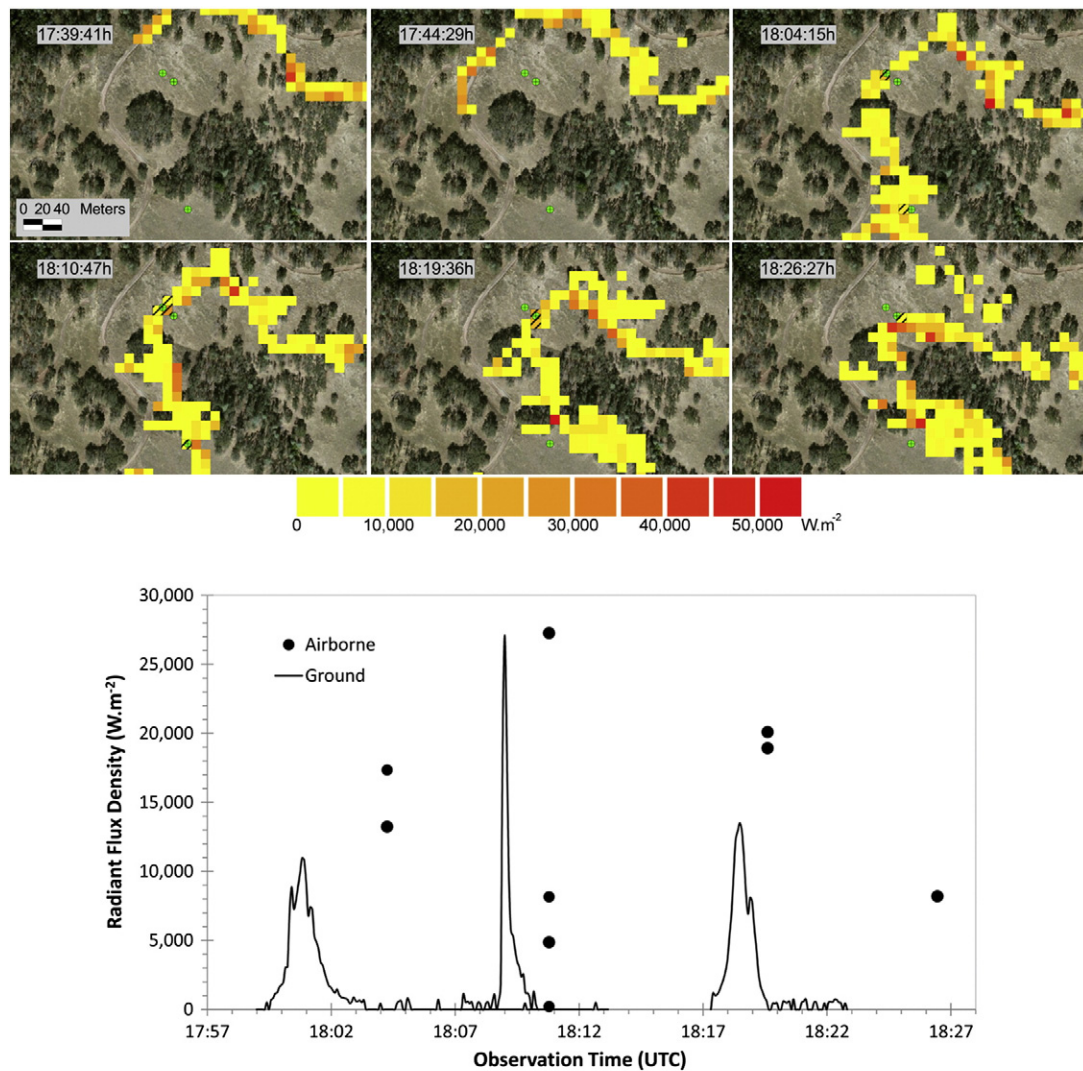 17:39:41h
17:44:29h
18:04:15h
0 20 40 Meters
18:10:47h
18:19:36h
18:26:27h
0 10,000 20,000 30,000 40,000 50,000 W.m-2
30,000
25,000
20,000
15,000
10,000
5,000
0
Radiant Flux Density (W.m-2)
Airborne
Ground
17:57 18:02 18:07 18:12 18:17 18:22 18:27
Observation Time (UTC)